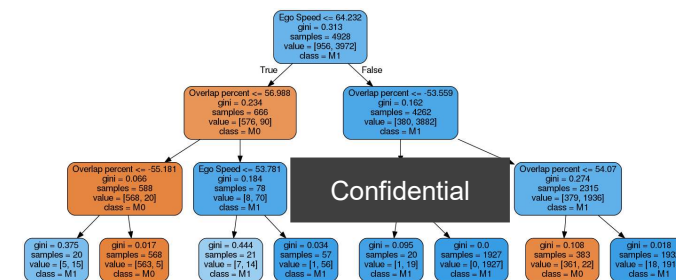 Ego Speed <= 64.232
gini = 0.313
samples = 4928
value = [956, 3972]
class = M1
True
False
Overlap percent <= 56.988
gini = 0.234
samples = 666
value = [576, 90]
class = M0
Overlap percent <= -53.559
gini = 0.162
samples = 4262
value = [380, 3882]
class = M1
Overlap percent <= -55.181
gini = 0.066
samples = 588
value = [568, 20]
class = M0
Ego Speed <= 53.781
gini = 0.184
samples = 78
value = [8, 70]
class = M1
Confidential
Overlap percent <= 54.07
gini = 0.274
samples = 2315
value = [379, 1936]
class = M1
gini = 0.375
samples = 20
value = [5, 15]
class = M1
gini = 0.017
samples = 568
value = [563, 5]
class = M0
gini = 0.444
samples = 21
value = [7, 14]
class = M1
gini = 0.034
samples = 57
value = [1, 56]
class = M1
gini = 0.095
samples = 20
value = [1, 19]
class = M1
gini = 0.0
samples = 1927
value = [0, 1927]
class = M1
gini = 0.108
samples = 383
value = [361, 22]
class = M0
gini = 0.018
samples = 193
value = [18, 191
class = M1